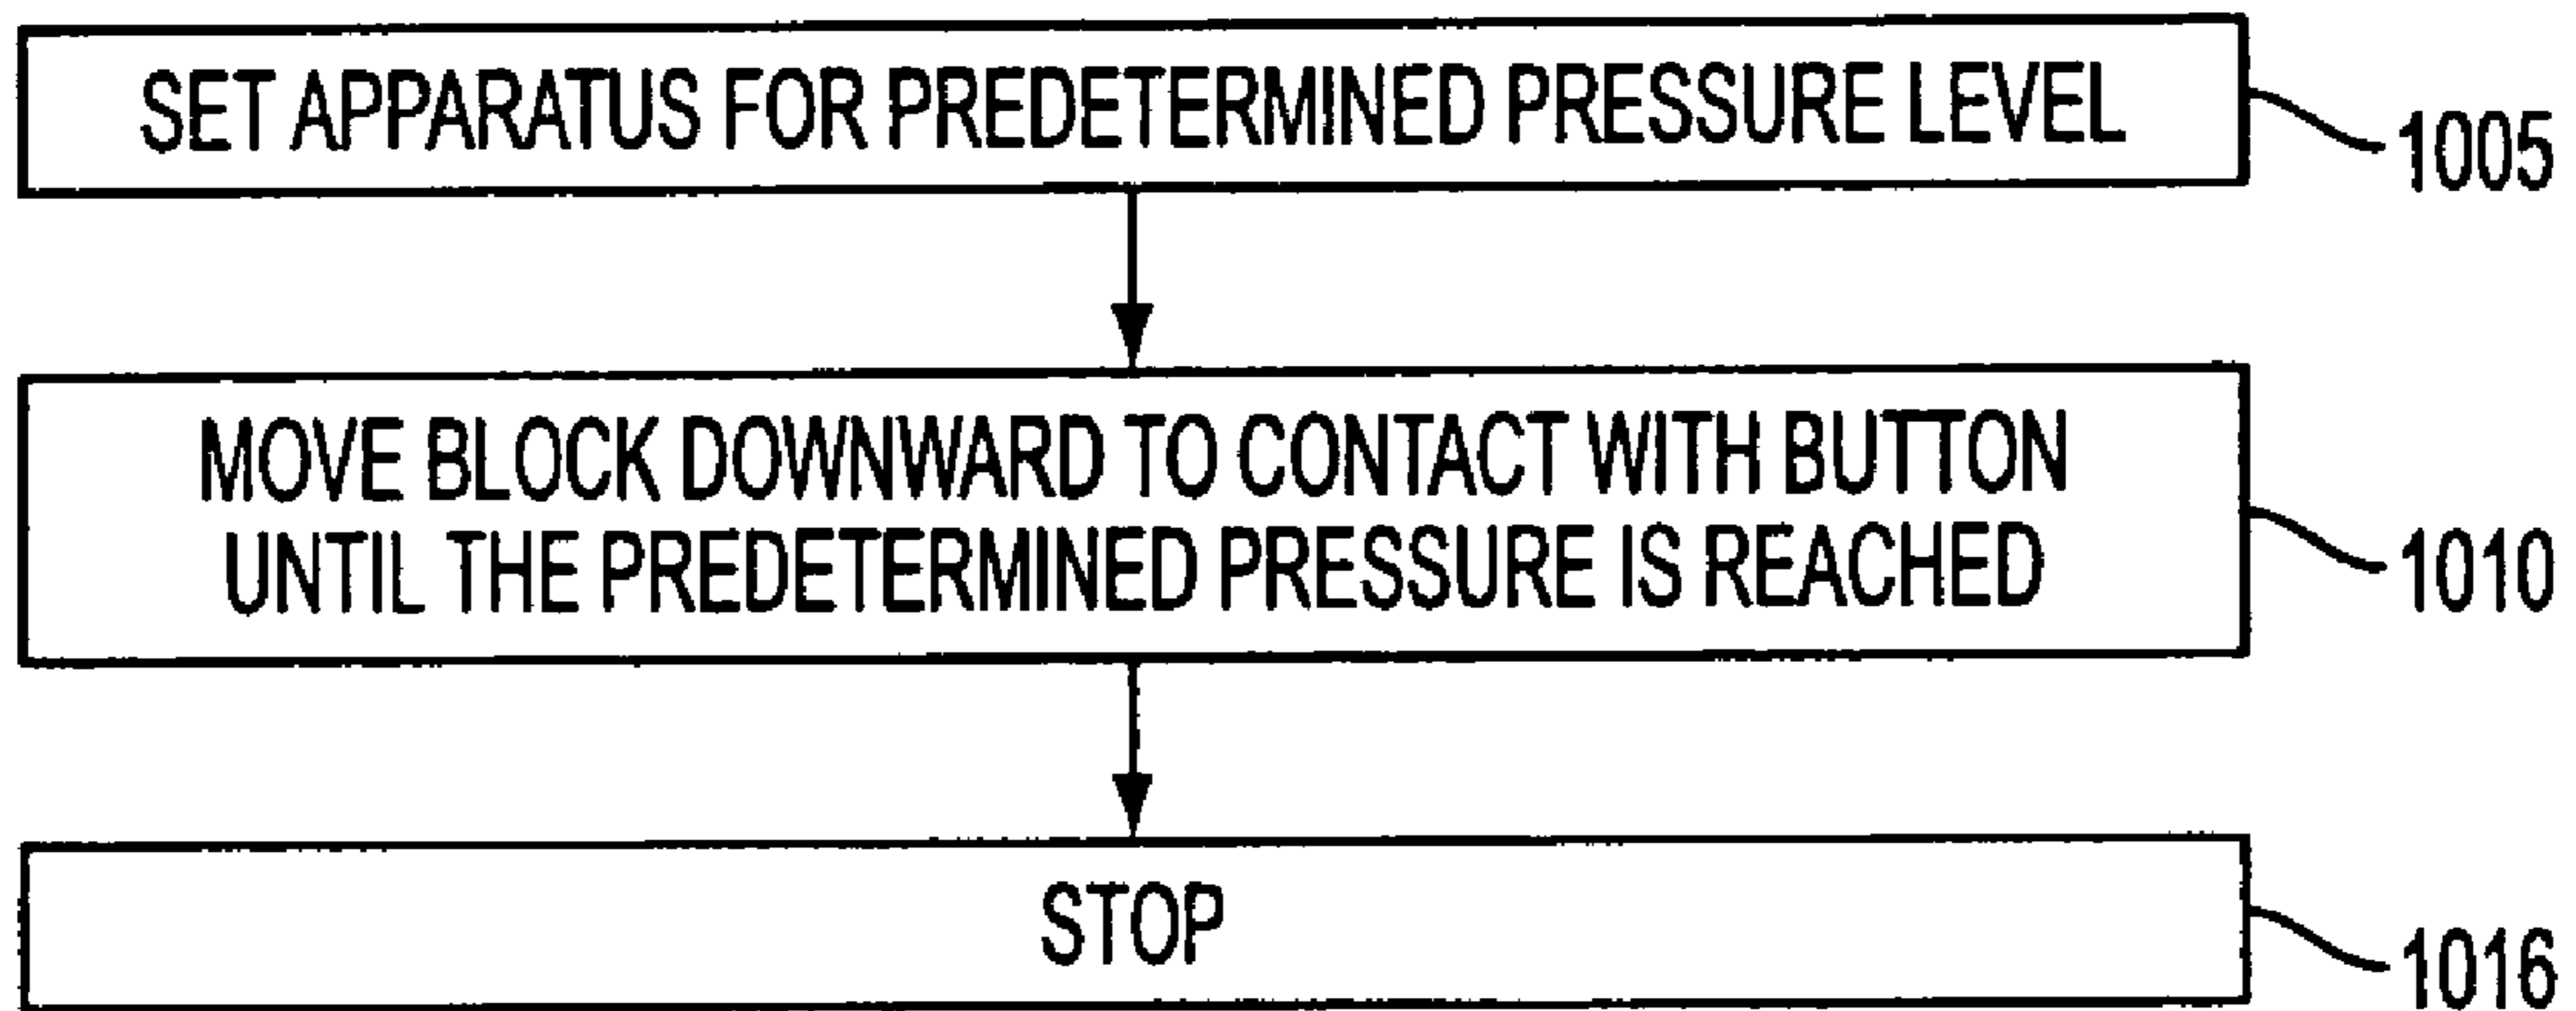 SET APPARATUS FOR PREDETERMINED PRESSURE LEVEL
1005
MOVE BLOCK DOWNWARD TO CONTACT WITH BUTTON
UNTIL THE PREDETERMINED PRESSURE IS REACHED
1010
STOP
1016